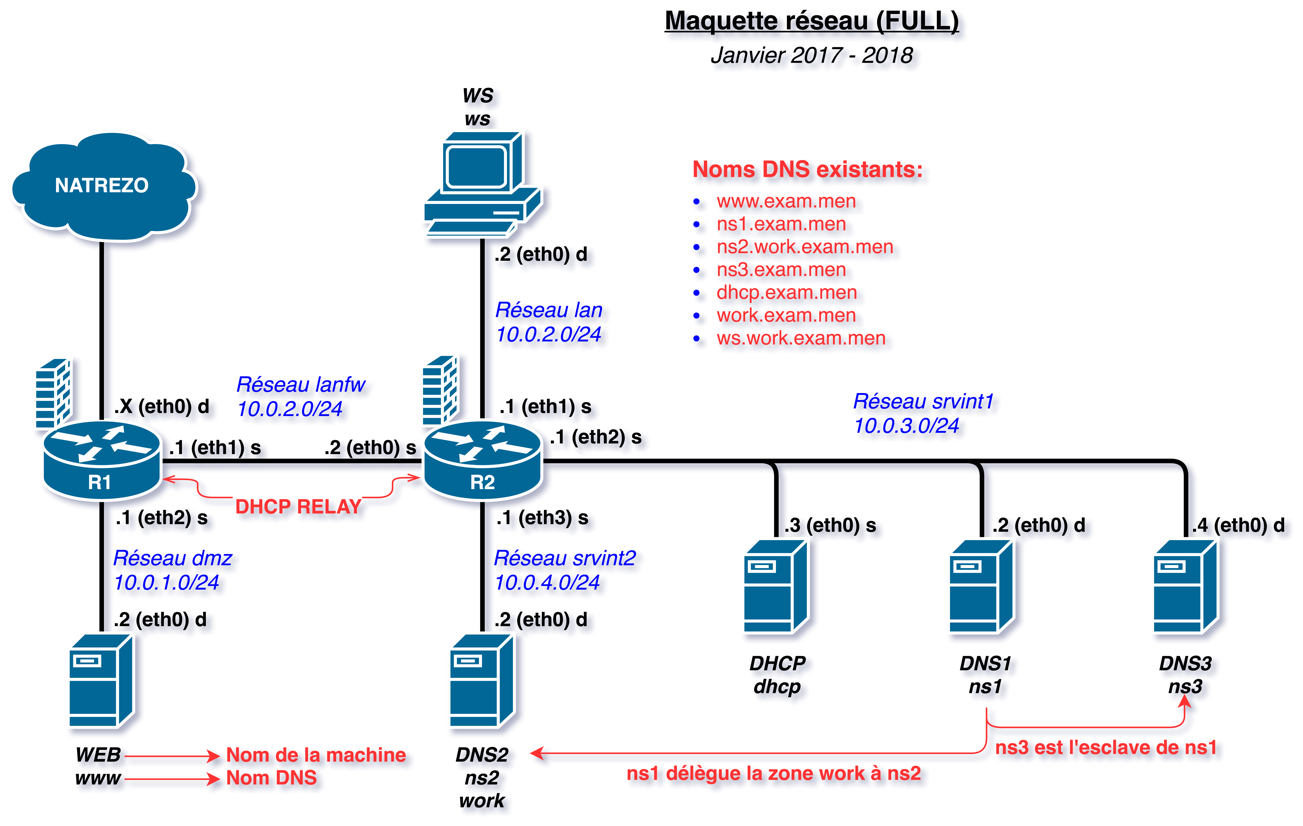 Maquette réseau (FULL)
Janvier 2017 - 2018
WS
ws
NATREZO
Noms DNS existants:
www.exam.men
ns1.exam.men
ns2.work.exam.men
ns3.exam.men
dhcp.exam.men
work.exam.men
ws.work.exam.men
.2 (eth0) d
Réseau lan
10.0.2.0/24
Réseau lanfw
10.0.2.0/24
.X (eth0) d
.1 (eth1) s
.2 (eth0) s
.1 (eth1) s
.1 (eth2) s
Réseau srvint1
10.0.3.0/24
R1
R2
DHCP RELAY
.1 (eth2) s
Réseau dmz
10.0.1.0/24
.2 (eth0) d
.1 (eth3) s
Réseau srvint2
10.0.4.0/24
.2 (eth0) d
.3 (eth0) s
.2 (eth0) d
.4 (eth0) d
DHCP
dhcp
DNS1
ns1
DNS3
ns3
WEB
www
Nom de la machine
Nom DNS
DNS2
ns2
work
ns1 délègue la zone work à ns2
ns3 est l'esclave de ns1